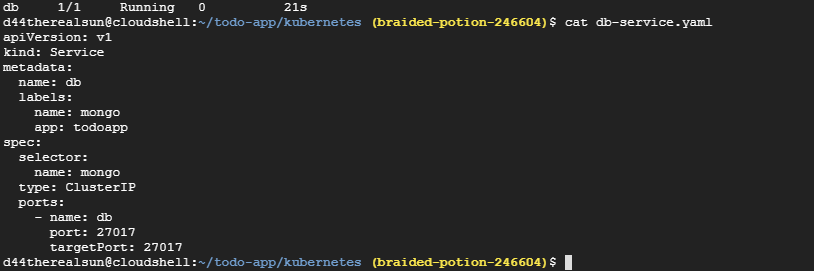 db     1/1     Running   0          21s
d44therealsun@cloudshell:~/todo-app/kubernetes (braided-potion-246604)$ cat db-service.yaml
apiVersion: v1
kind: Service
metadata:
  name: db
  labels:
    name: mongo
    app: todoapp
spec:
  selector:
    name: mongo
  type: ClusterIP
  ports:
    - name: db
      port: 27017
      targetPort: 27017
d44therealsun@cloudshell:~/todo-app/kubernetes (braided-potion-246604)$